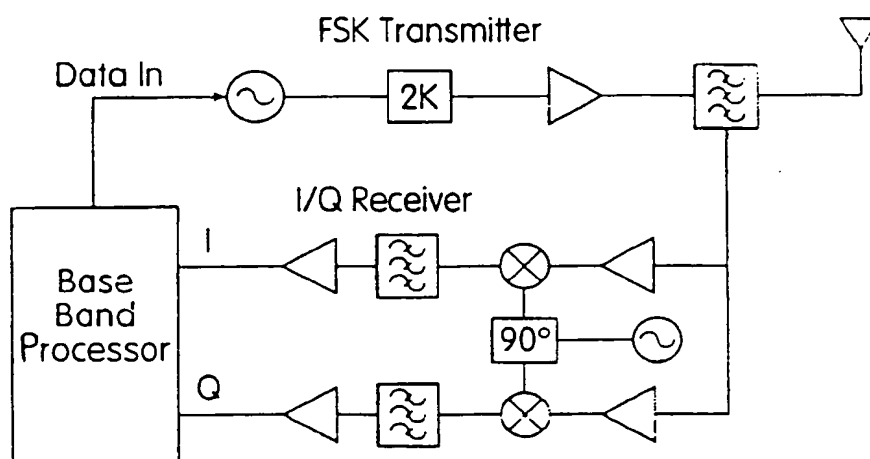 FSK Transmitter
Data In
2K
I/Q Receiver
I
Base
Band
Processor
90°
Q